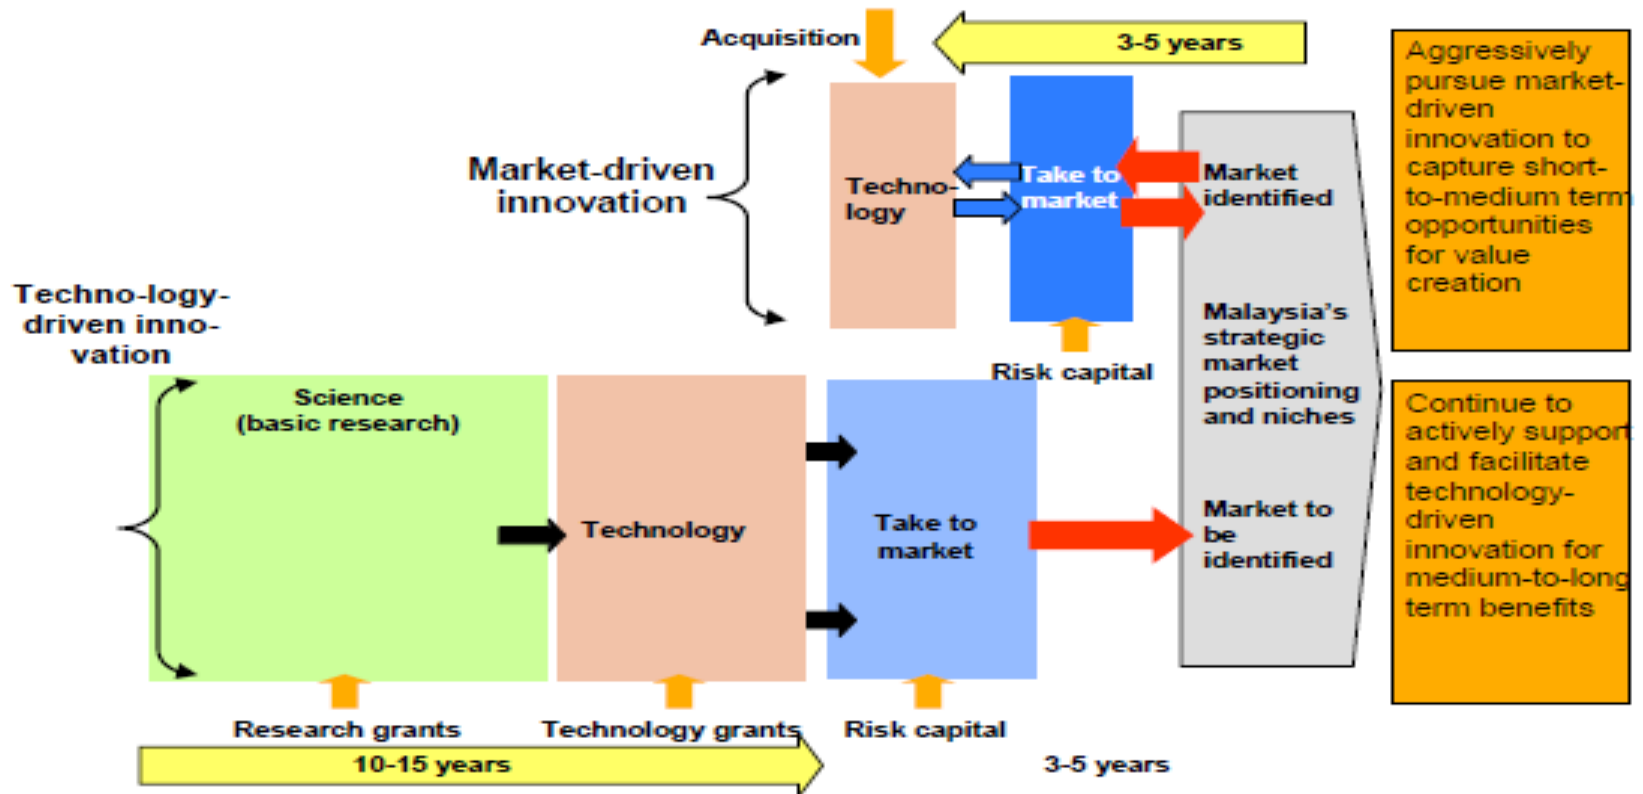 Acquisition
3-5 years
Market-driven
innovation
Techno-
logy
Take to
market
Market
identified
Malaysia's
strategic
market
positioning
and niches
Market to
be
identified
Risk capital
Aggressively
pursue market-
driven
innovation to
capture short-
to-medium term
opportunities
for value
creation
Techno-logy-
driven inno-
vation
Science
(basic research)
Technology
Take to
market
Continue to
actively support
and facilitate
technology-
driven
innovation for
medium-to-long
term benefits
Research grants
Technology grants
Risk capital
10-15 years
3-5 years